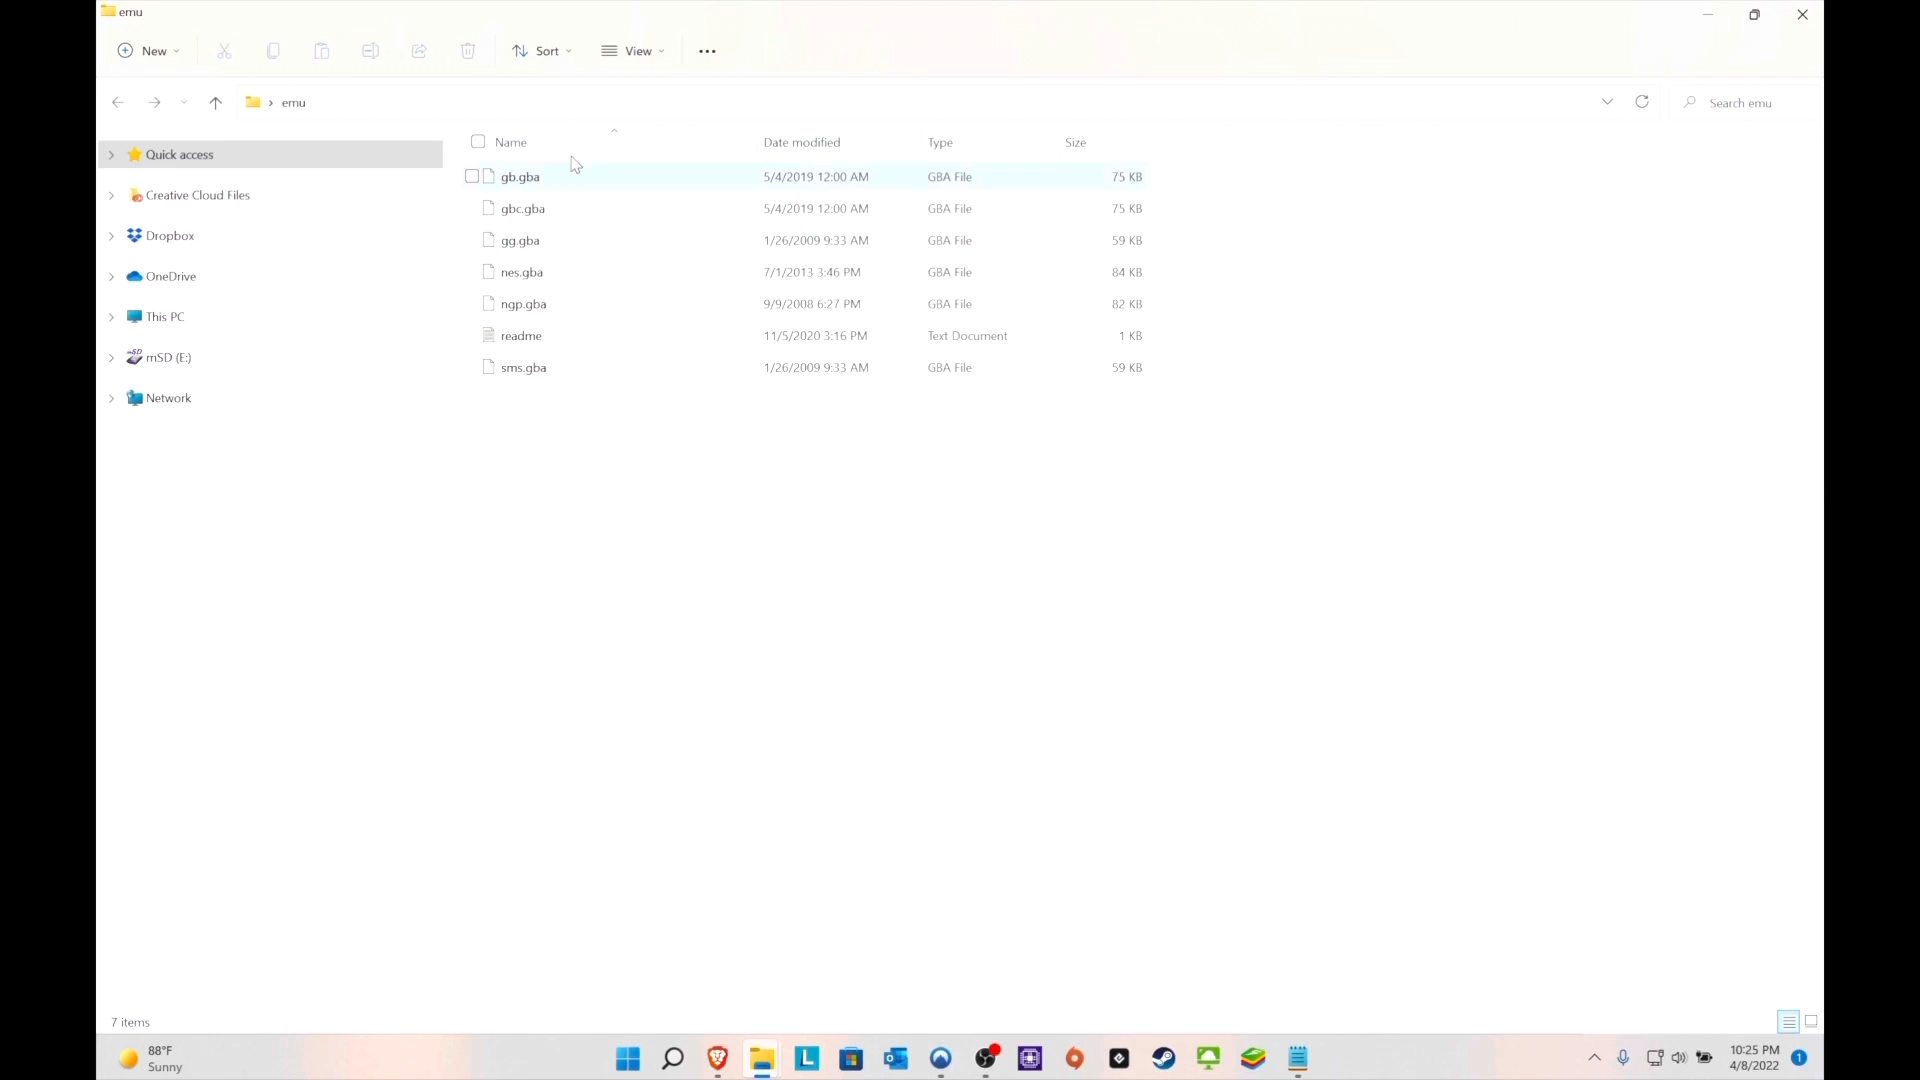 emu
New
Sort
View
emu
Search emu
Name Date modified Type Size
Quick access
Creative Cloud Files
Dropbox
OneDrive
This PC
mSD (E:)
Network
gb.gba 5/4/2019 12:00 AM GBA File 75 KB
gbc.gba 5/4/2019 12:00 AM GBA File 75 KB
gg.gba 1/26/2009 9:33 AM GBA File 59 KB
nes.gba 7/1/2013 3:46 PM GBA File 84 KB
ngp.gba 9/9/2008 6:27 PM GBA File 82 KB
readme 11/5/2020 3:16 PM Text Document 1 KB
sms.gba 1/26/2009 9:33 AM GBA File 59 KB
7 items
88°F
Sunny
L
10:25 PM
4/8/2022
1